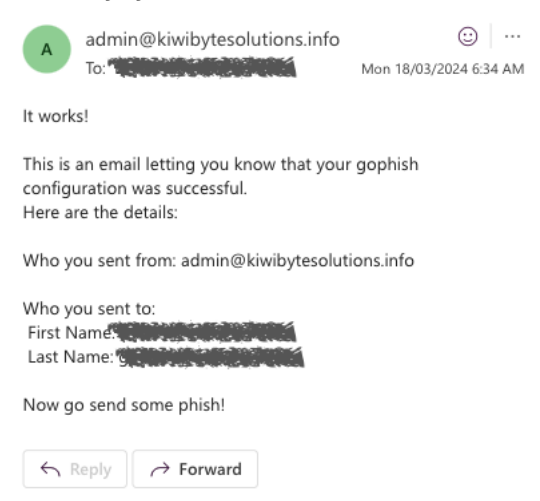 A
admin@kiwibytesolutions.info
To:
Mon 18/03/2024 6:34 AM
It works!
This is an email letting you know that your gophish
configuration was successful.
Here are the details:
Who you sent from: admin@kiwibytesolutions.info
Who you sent to:
First Name:
Last Name:
Now go send some phish!
Reply
Forward